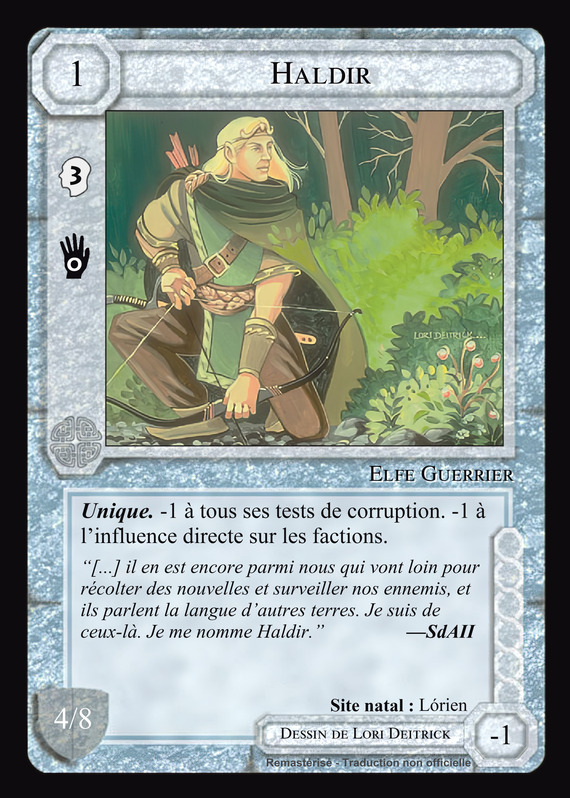 1
HALDIR
3
LORI DEITRICK
ELFE GUERRIER
Unique. -1 à tous ses tests de corruption. -1 à
l’influence directe sur les factions.
“[...] il en est encore parmi nous qui vont loin pour
récolter des nouvelles et surveiller nos ennemis, et
ils parlent la langue d’autres terres. Je suis de
ceux-là. Je me nomme Haldir.” —SdAII
Site natal : Lórien
4/8
DESSIN DE LORI DEITRICK
-1
Remastérisé - Traduction non officielle